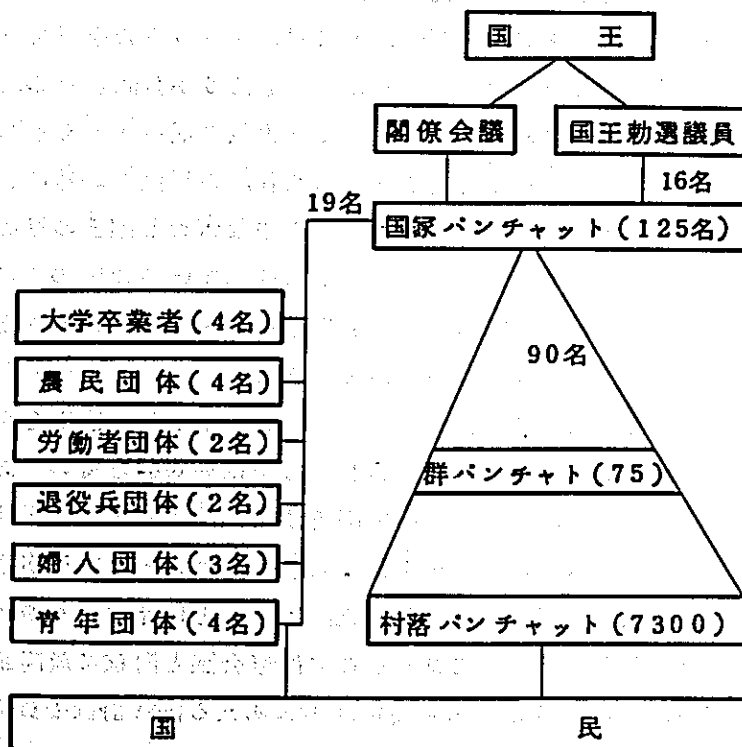 国王
閣僚会議 国王勅選議員
16名
19名
国家パンチャット(125名)
大学卒業者(4名)
90名
農民団体(4名)
労働者団体(2名)
群パンチャト(75)
退役兵団体(2名)
婦人団体(3名)
青年団体(4名)
村落パンチャット(7300)
国民